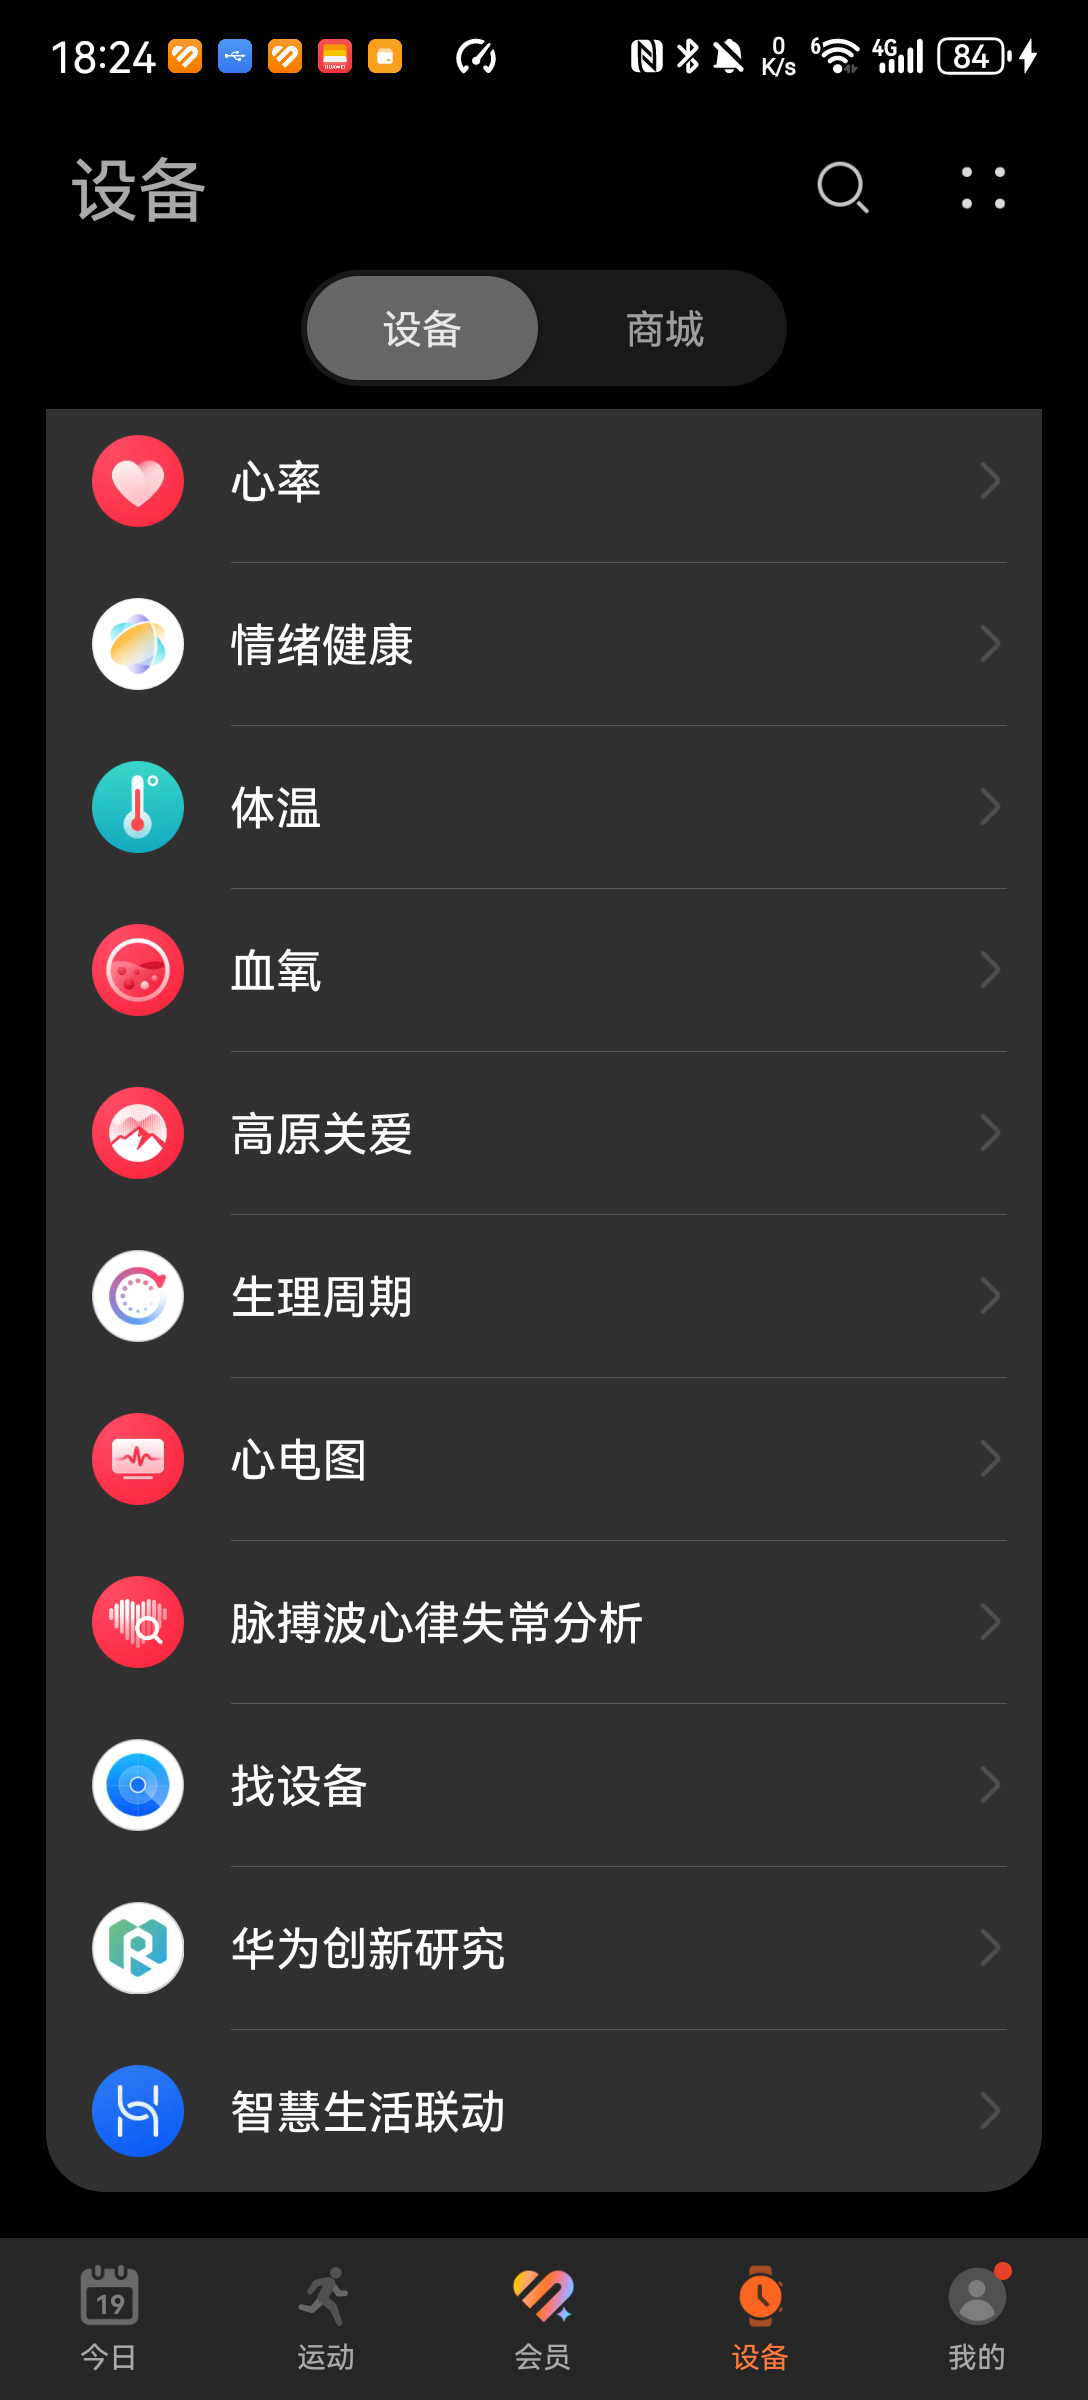 18:24
0 K/s
6
4G
84
设备
设备
商城
心率
情绪健康
体温
血氧
高原关爱
生理周期
心电图
脉搏波心律失常分析
找设备
华为创新研究
智慧生活联动
19
今日
运动
会员
设备
我的